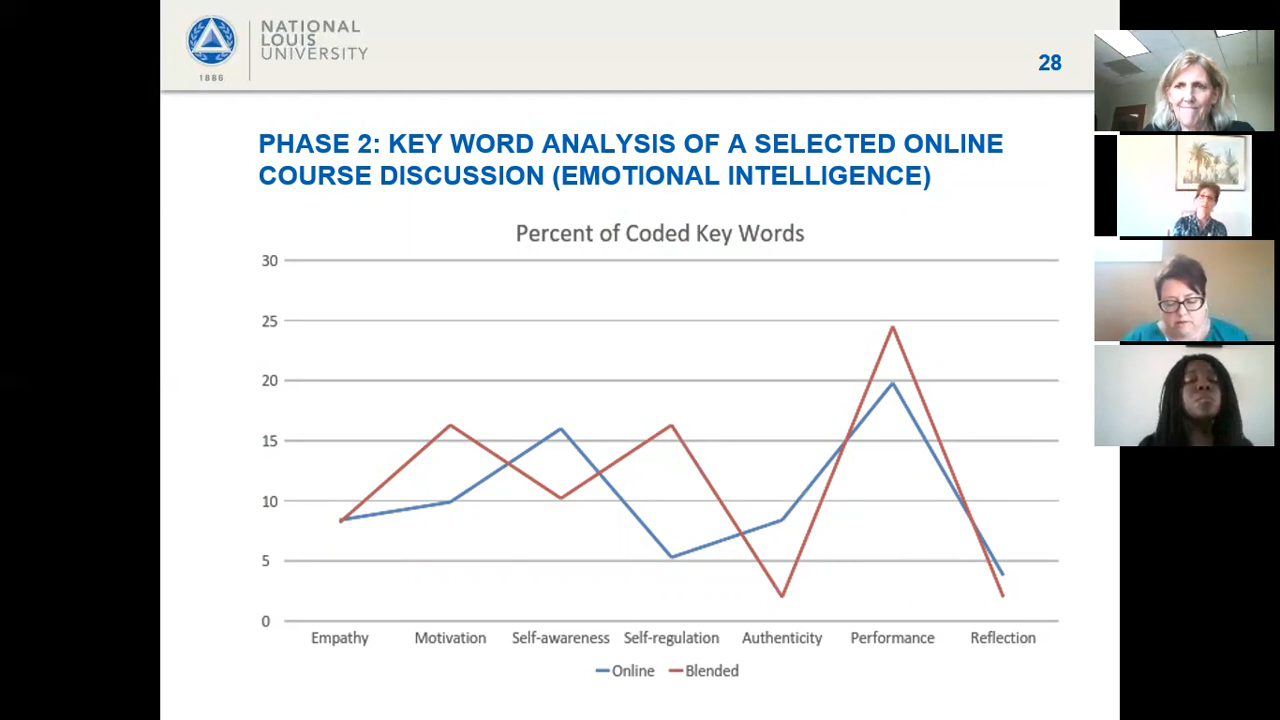 NATIONAL
LOUIS
UNIVERSITY
1886
28
PHASE 2: KEY WORD ANALYSIS OF A SELECTED ONLINE
COURSE DISCUSSION (EMOTIONAL INTELLIGENCE)
Percent of Coded Key Words
30
25
20
15
10
5
0
Empathy Motivation Self-awareness Self-regulation Authenticity Performance Reflection
Online Blended